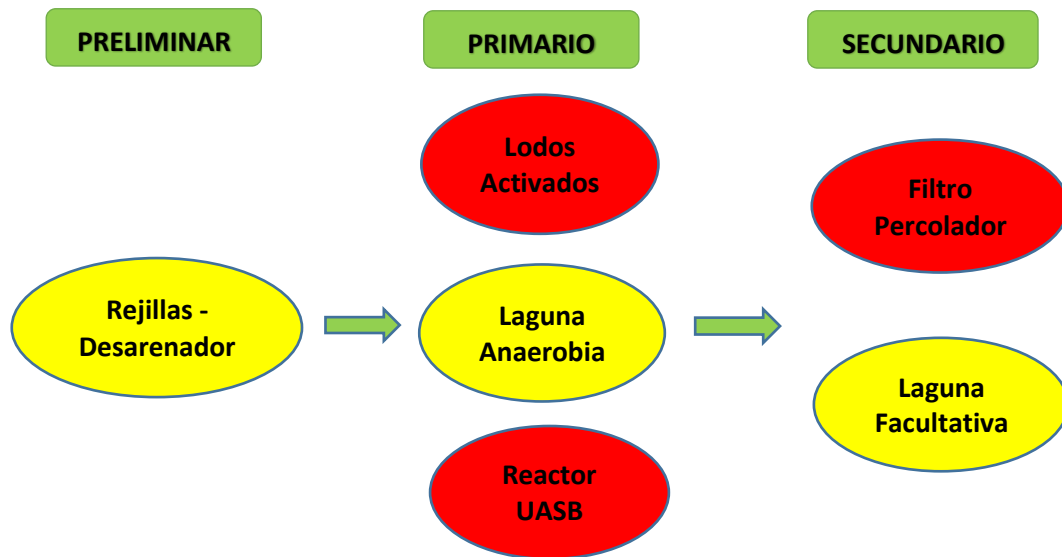 PRELIMINAR
PRIMARIO
SECUNDARIO
Lodos
Activados
Filtro
Percolador
Rejillas -
Desarenador
Laguna
Anaerobia
Laguna
Facultativa
Reactor
UASB